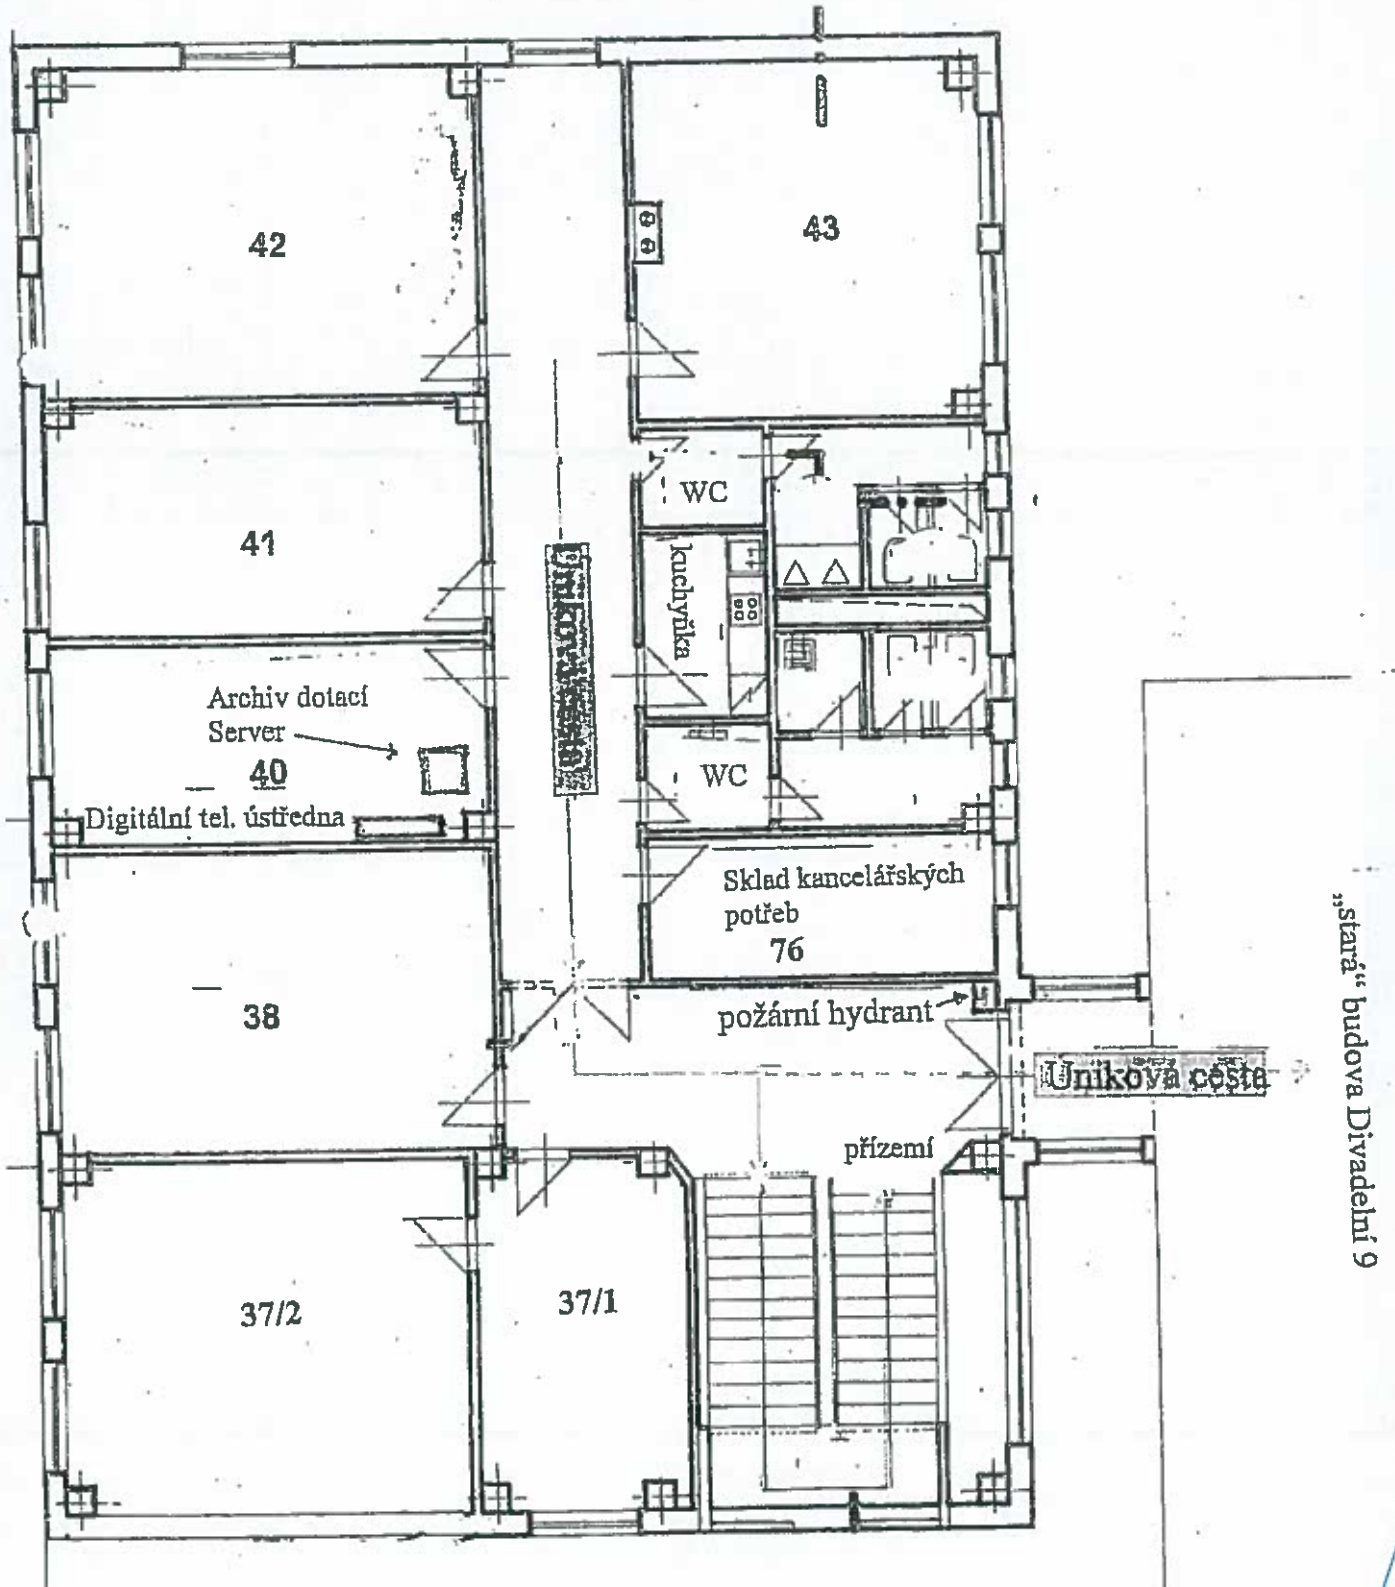 42
43
WC
41
kuchyňka
Archiv dotací
Server
40
WC
Digitální tel. ústředna
Sklad kancelářských
potřeb
76
38
požární hydrant
Úniková cesta
„stará“ budova Divadelní 9
přízemí
37/2
37/1